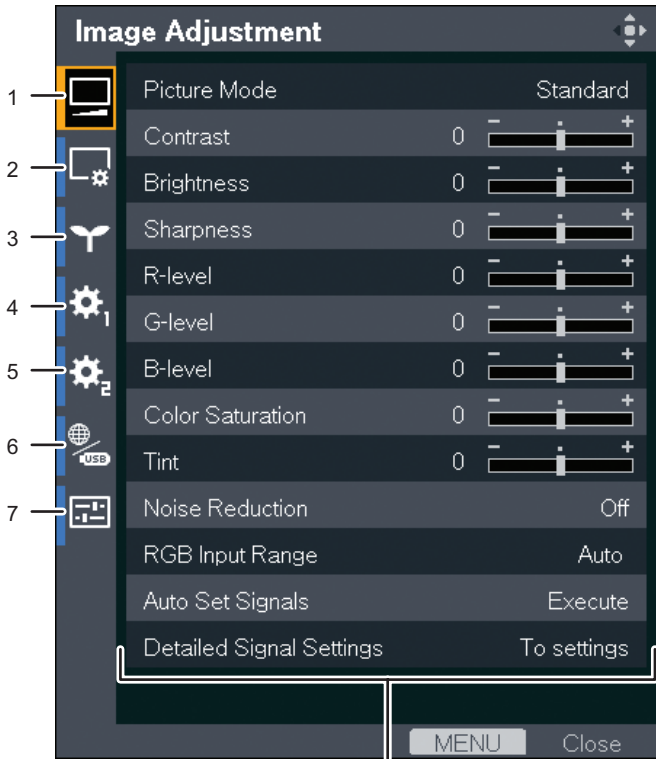 Image Adjustment
1
2
3
4
5
6
7
1
2
USB
Picture Mode Standard
Contrast 0 - +
Brightness 0 - +
Sharpness 0 - +
R-level 0 - +
G-level 0 - +
B-level 0 - +
Color Saturation 0 - +
Tint 0 - +
Noise Reduction Off
RGB Input Range Auto
Auto Set Signals Execute
Detailed Signal Settings To settings
MENU Close